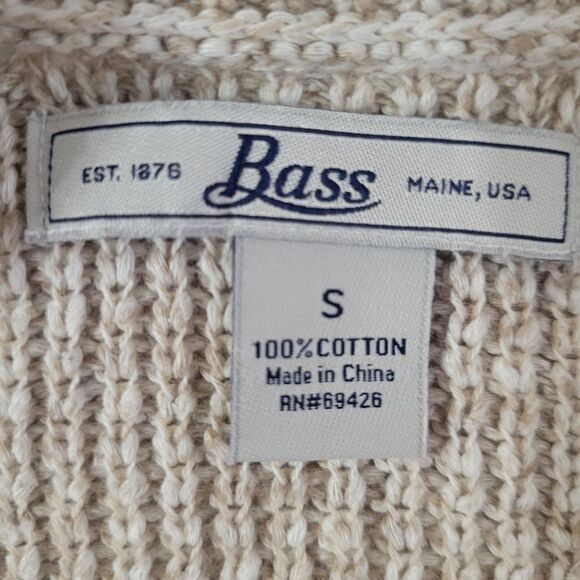 EST. 1876 Bass MAINE, USA
S
100% COTTON
Made in China
RN#69426